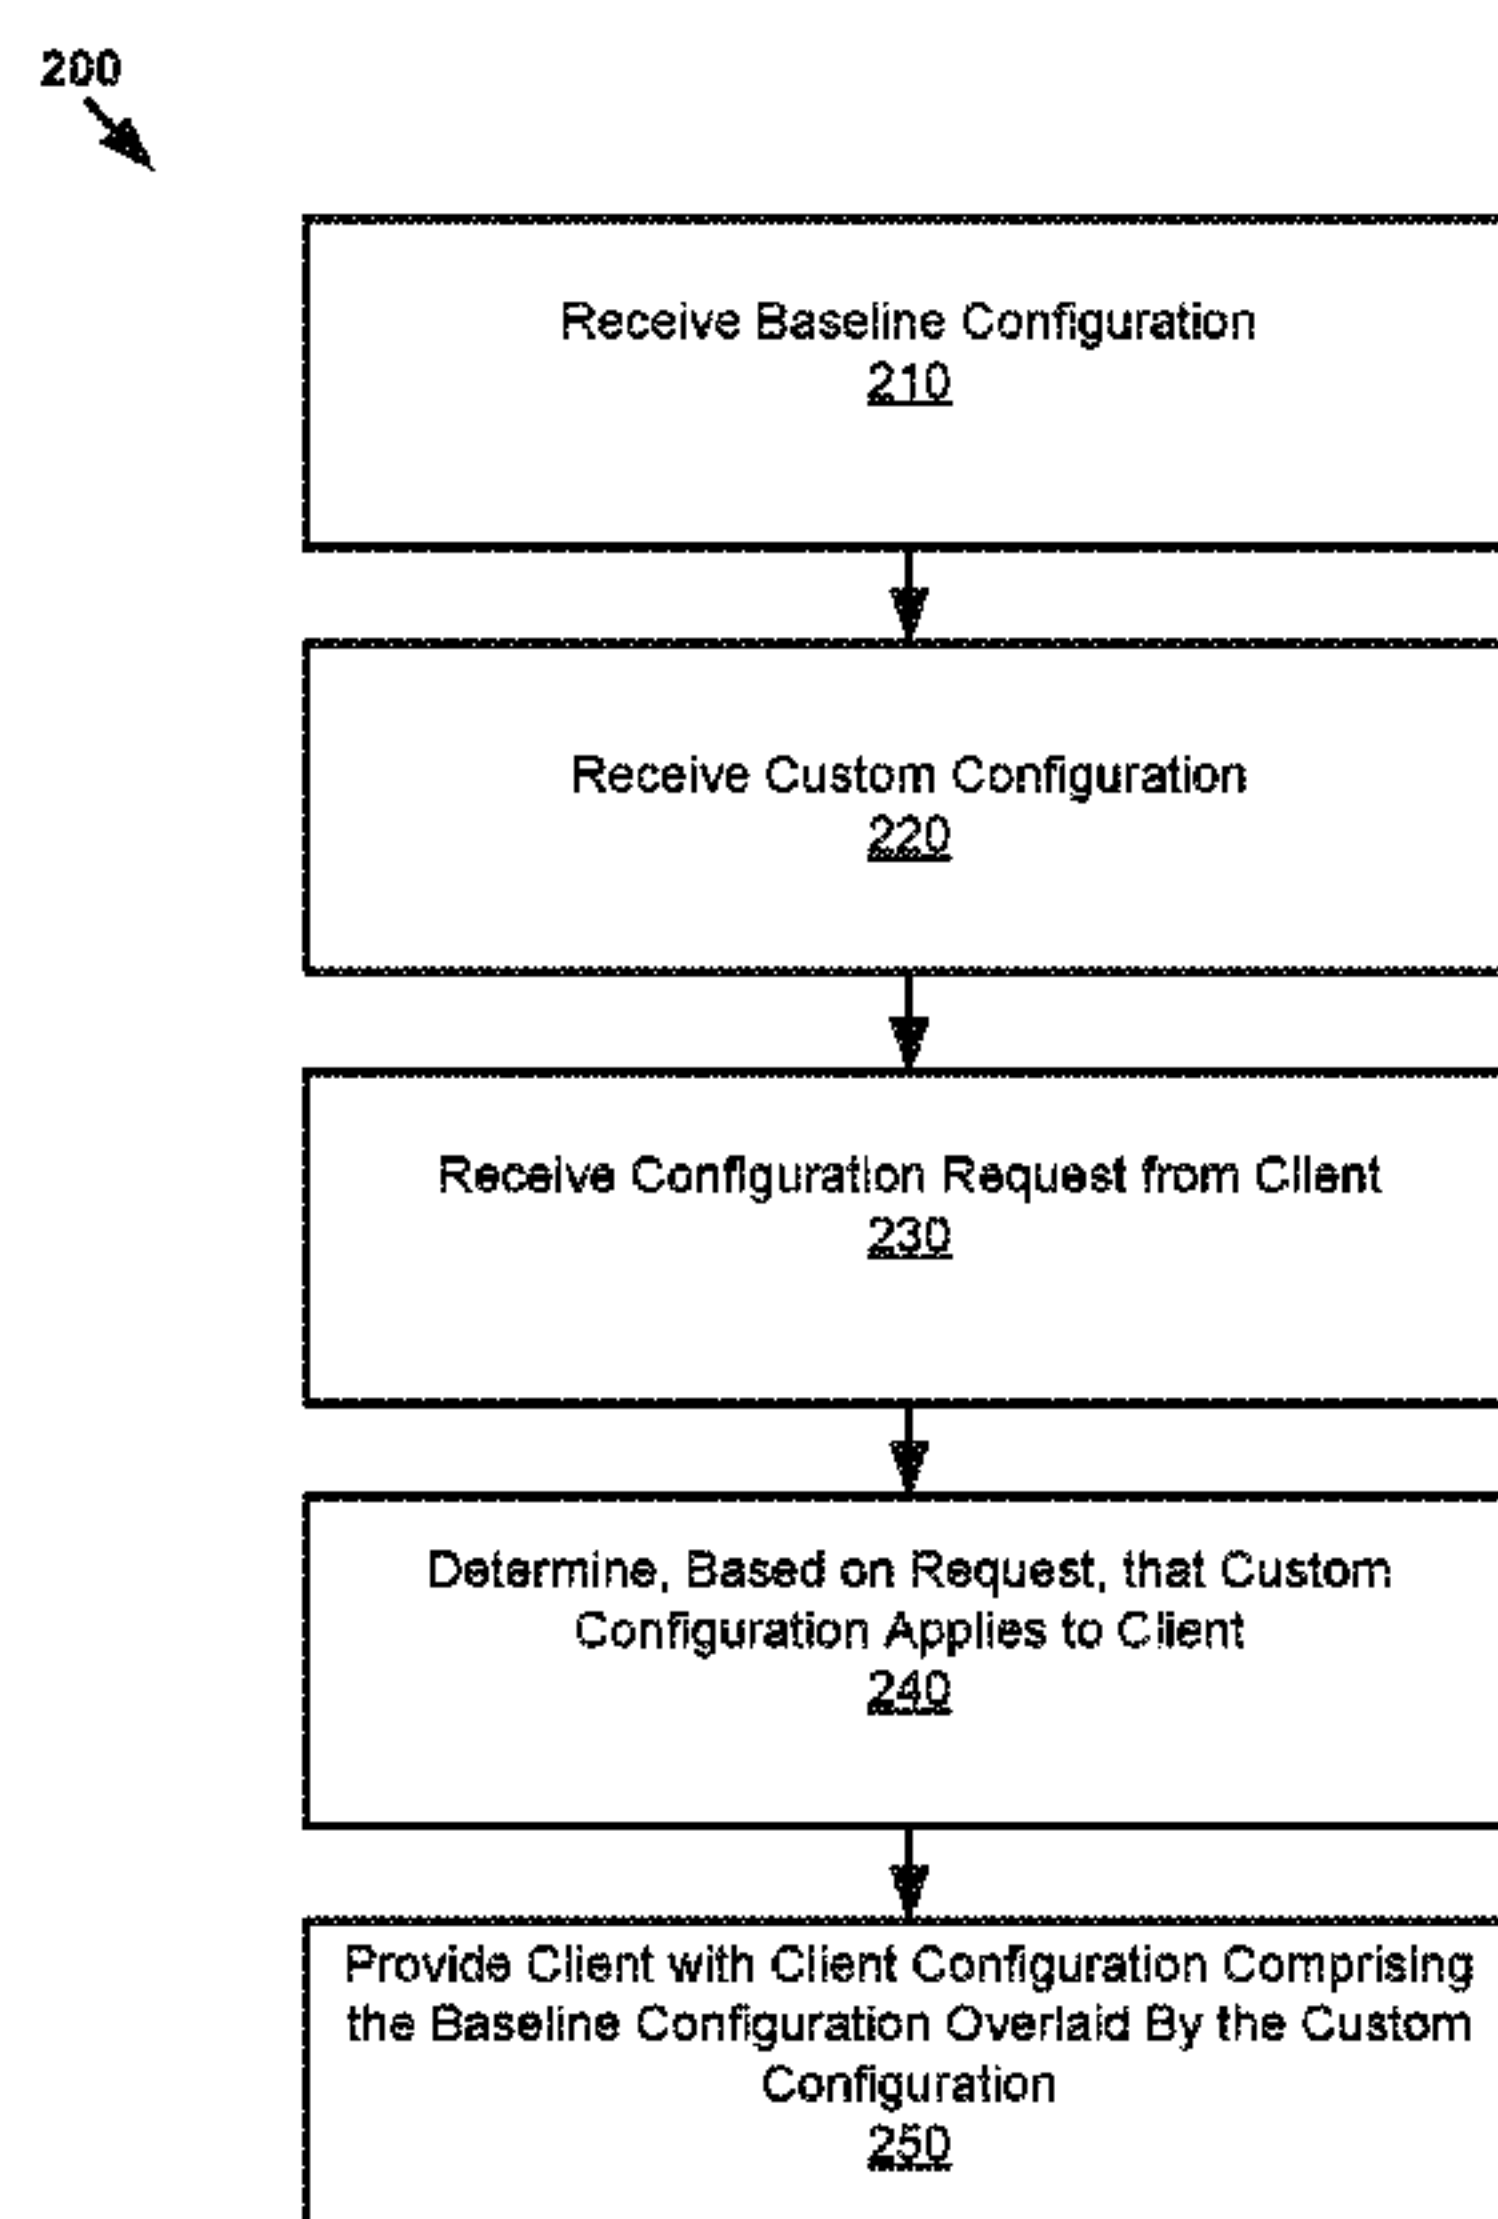 200
Receive Baseline Configuration
210
Receive Custom Configuration
220
Receive Configuration Request from Client
230
Determine, Based on Request, that Custom
Configuration Applies to Client
240
Provide Client with Client Configuration Comprising
the Baseline Configuration Overlaid By the Custom
Configuration
250